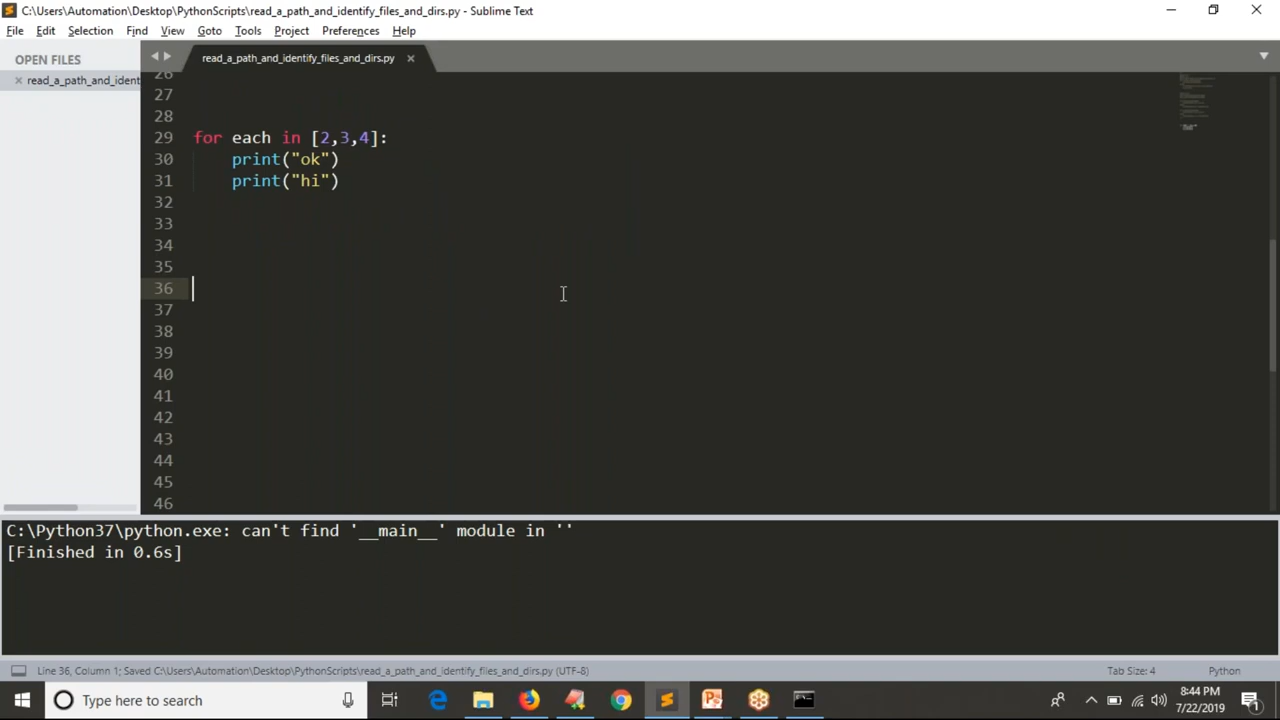 C:\Users\Automation\Desktop\PythonScripts\read_a_path_and_identify_files_and_dirs.py - Sublime Text
File Edit Selection Find View Goto Tools Project Preferences Help
OPEN FILES
read_a_path_and_ident
read_a_path_and_identify_files_and_dirs.py
26
27
28
29 for each in [2,3,4]:
30 print("ok")
31 print("hi")
32
33
34
35
36
37
38
39
40
41
42
43
44
45
46
C:\Python37\python.exe: can't find '__main__' module in ''
[Finished in 0.6s]
Line 36, Column 1; Saved C:\Users\Automation\Desktop\PythonScripts\read_a_path_and_identify_files_and_dirs.py (UTF-8)
Tab Size: 4
Python
Type here to search
8:44 PM
7/22/2019
1